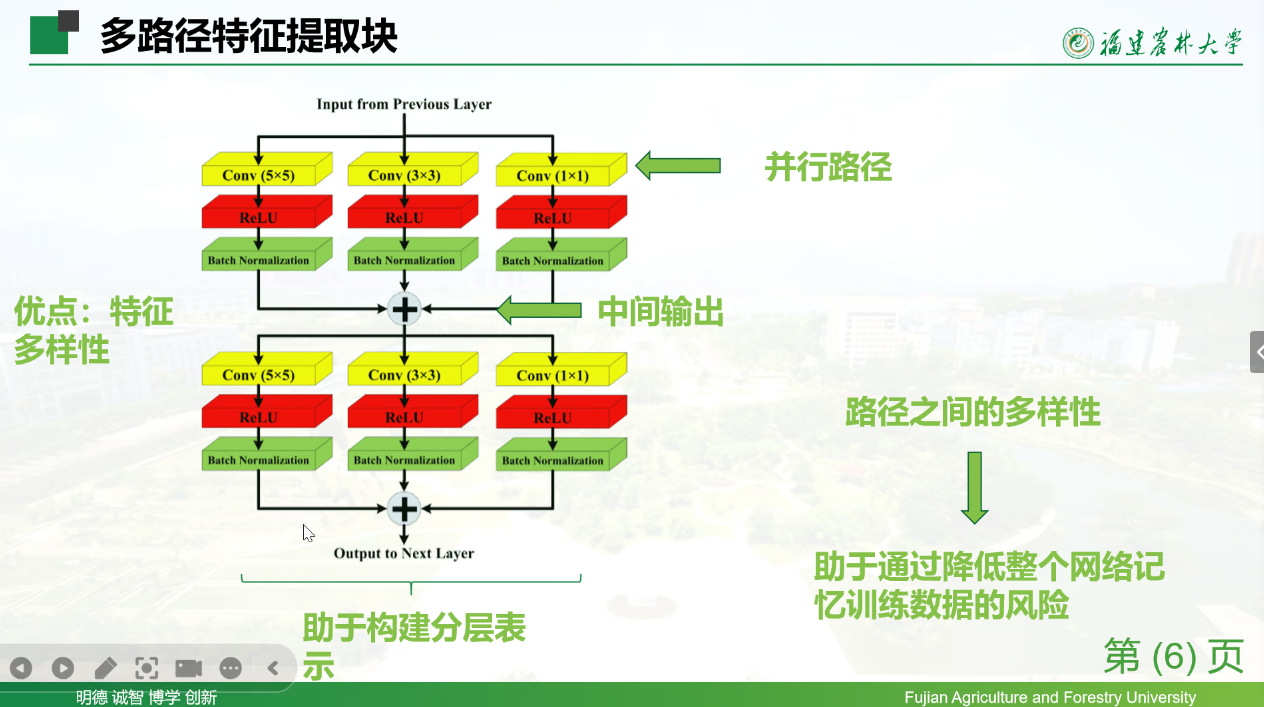 多路径特征提取块
福建农林大学
Input from Previous Layer
Conv (5×5)
Conv (3×3)
Conv (1×1)
并行路径
ReLU
ReLU
ReLU
Batch Normalization
Batch Normalization
Batch Normalization
优点：特征
多样性
中间输出
Conv (5×5)
Conv (3×3)
Conv (1×1)
ReLU
ReLU
ReLU
Batch Normalization
Batch Normalization
Batch Normalization
Output to Next Layer
助于构建分层表
示
路径之间的多样性
助于通过降低整个网络记
忆训练数据的风险
第 (6) 页
明德 诚智 博学 创新
Fujian Agriculture and Forestry University